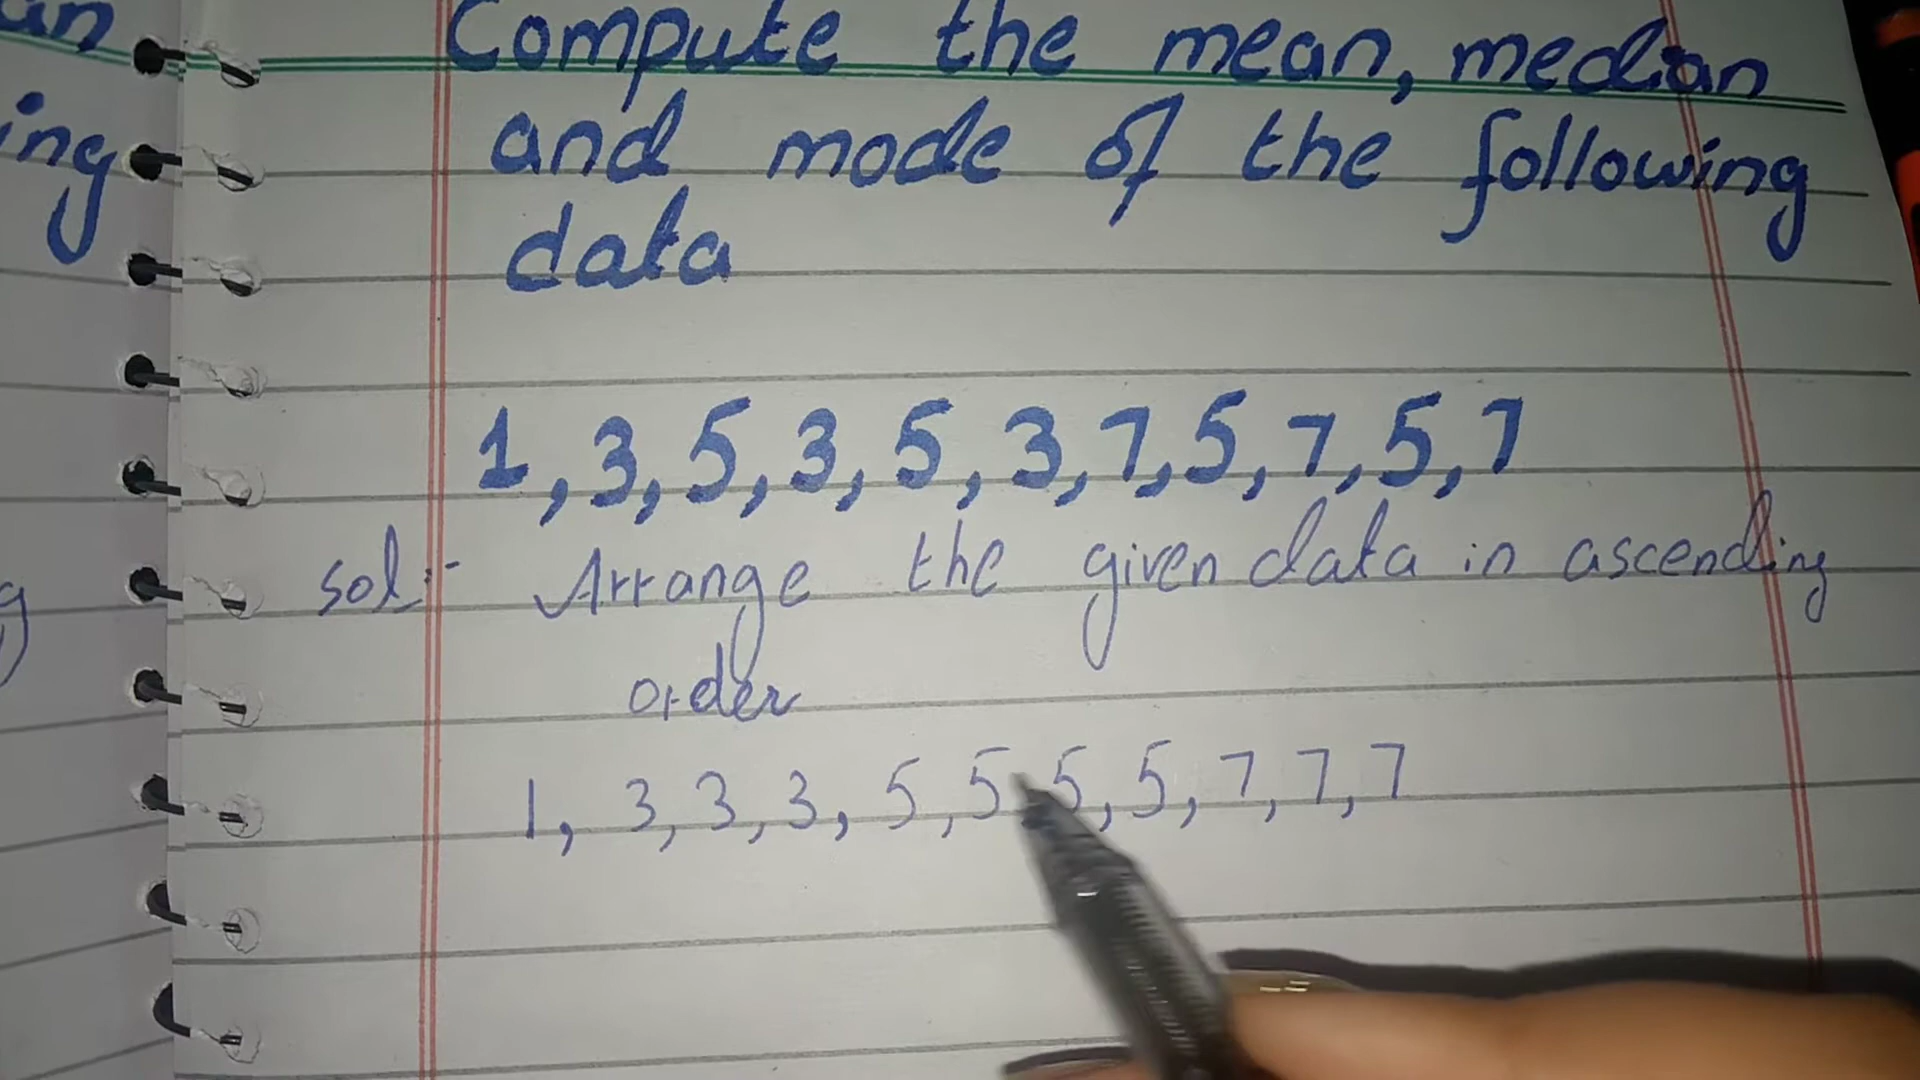 Compute the mean, median
and mode of the following
data
1, 3, 5, 3, 5, 3, 7, 5, 7, 5, 7
sol:- Arrange the given data in ascending
order
1, 3, 3, 3, 5, 5, 5, 5, 7, 7, 7